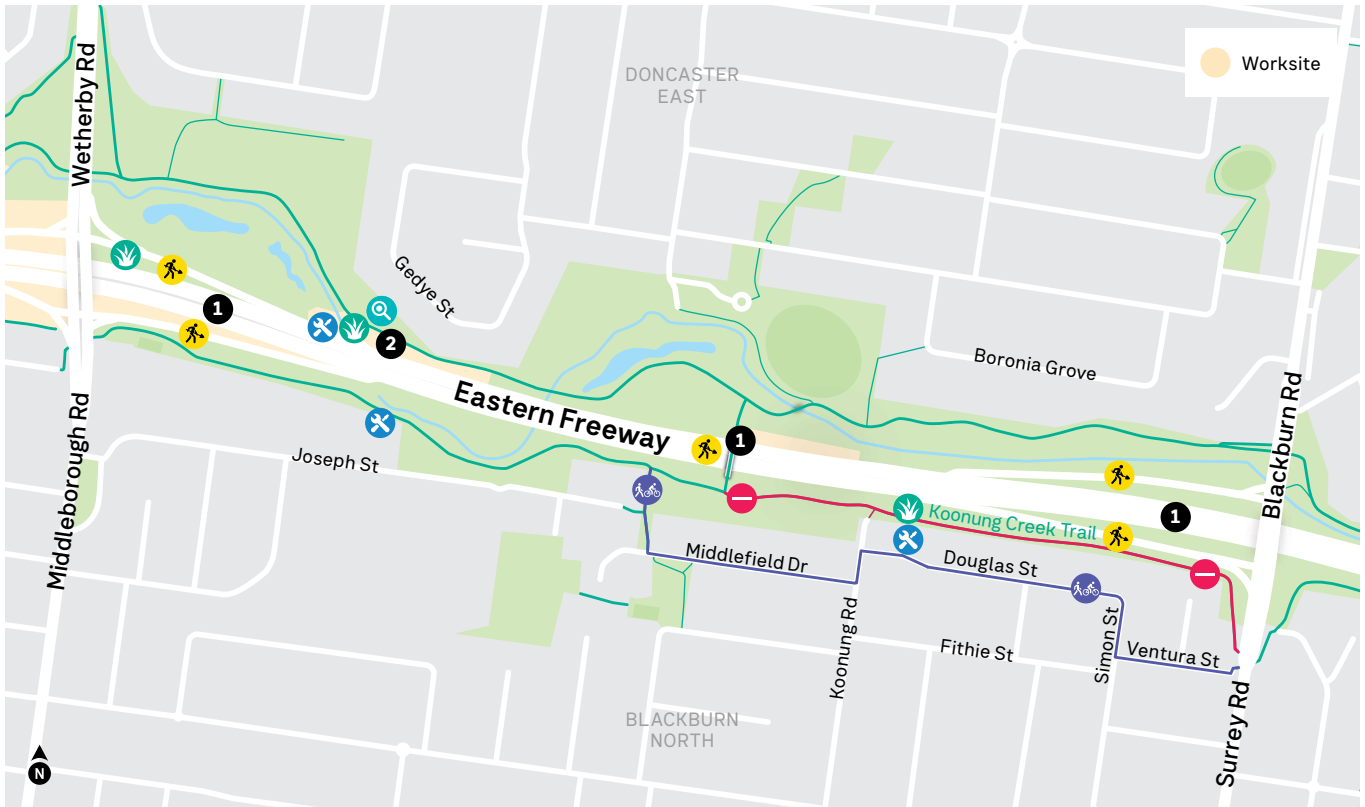 Wetherby Rd
DONCASTER
EAST
Worksite
Gedye St
1
2
Boronia Grove
Eastern Freeway
1
Blackburn Rd
Middleborough Rd
Joseph St
Koonung Creek Trail
1
Middlefield Dr
Douglas St
Koonung Rd
Fithie St
Simon St
Ventura St
BLACKBURN
NORTH
Surrey Rd
N